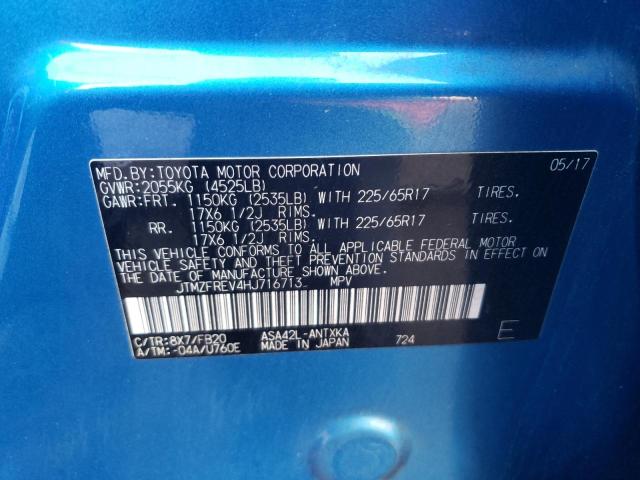 MFD.BY:TOYOTA MOTOR CORPORATION 05/17
GVWR:2055KG (4525LB)
GAWR:FRT. 1150KG (2535LB) WITH 225/65R17 TIRES.
17X6 1/2J RIMS.
RR. 1150KG (2535LB) WITH 225/65R17 TIRES.
17X6 1/2J RIMS.
THIS VEHICLE CONFORMS TO ALL APPLICABLE FEDERAL MOTOR
VEHICLE SAFETY AND THEFT PREVENTION STANDARDS IN EFFECT
ON THE DATE OF MANUFACTURE SHOWN ABOVE.
JTMZFREV4HJ716713 MPV
C/TR:8X7/FB20 ASA42L-ANTXKA 724 E
A/TM:-04A/U760E MADE IN JAPAN